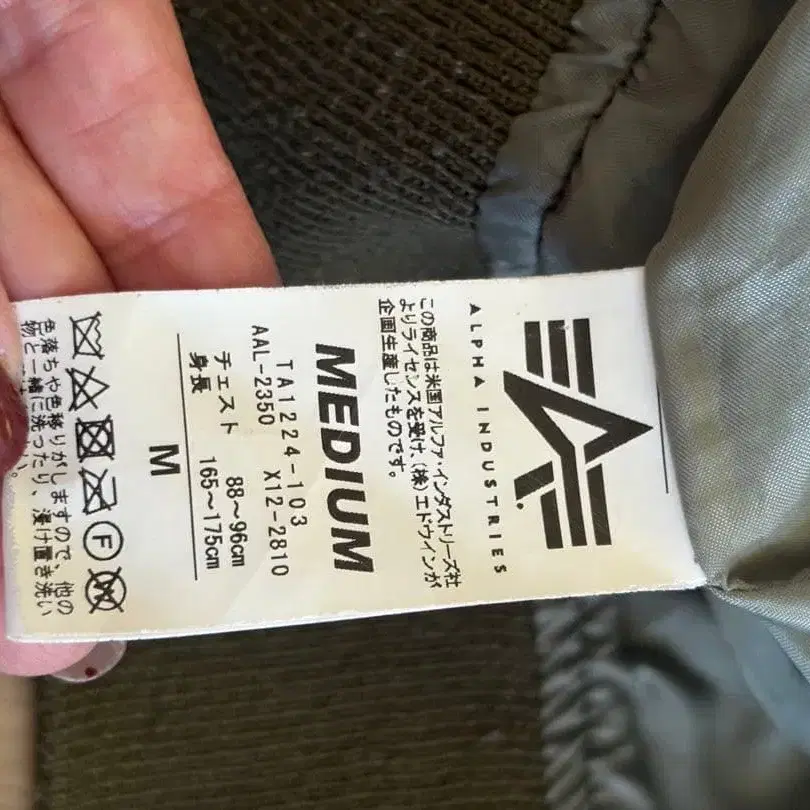 ALPHA INDUSTRIES
この商品は米国アルファ・インダストリーズ社
よりライセンスを受け、(株)エドウインが
企画生産したものです。
MEDIUM
TA1224-103
AAL-2350 X12-2810
チェスト 88～96cm
身長 165～175cm
M
F
色落ちや色移りがしますので、他の
物と一緒に洗ったり、漬け置き洗い